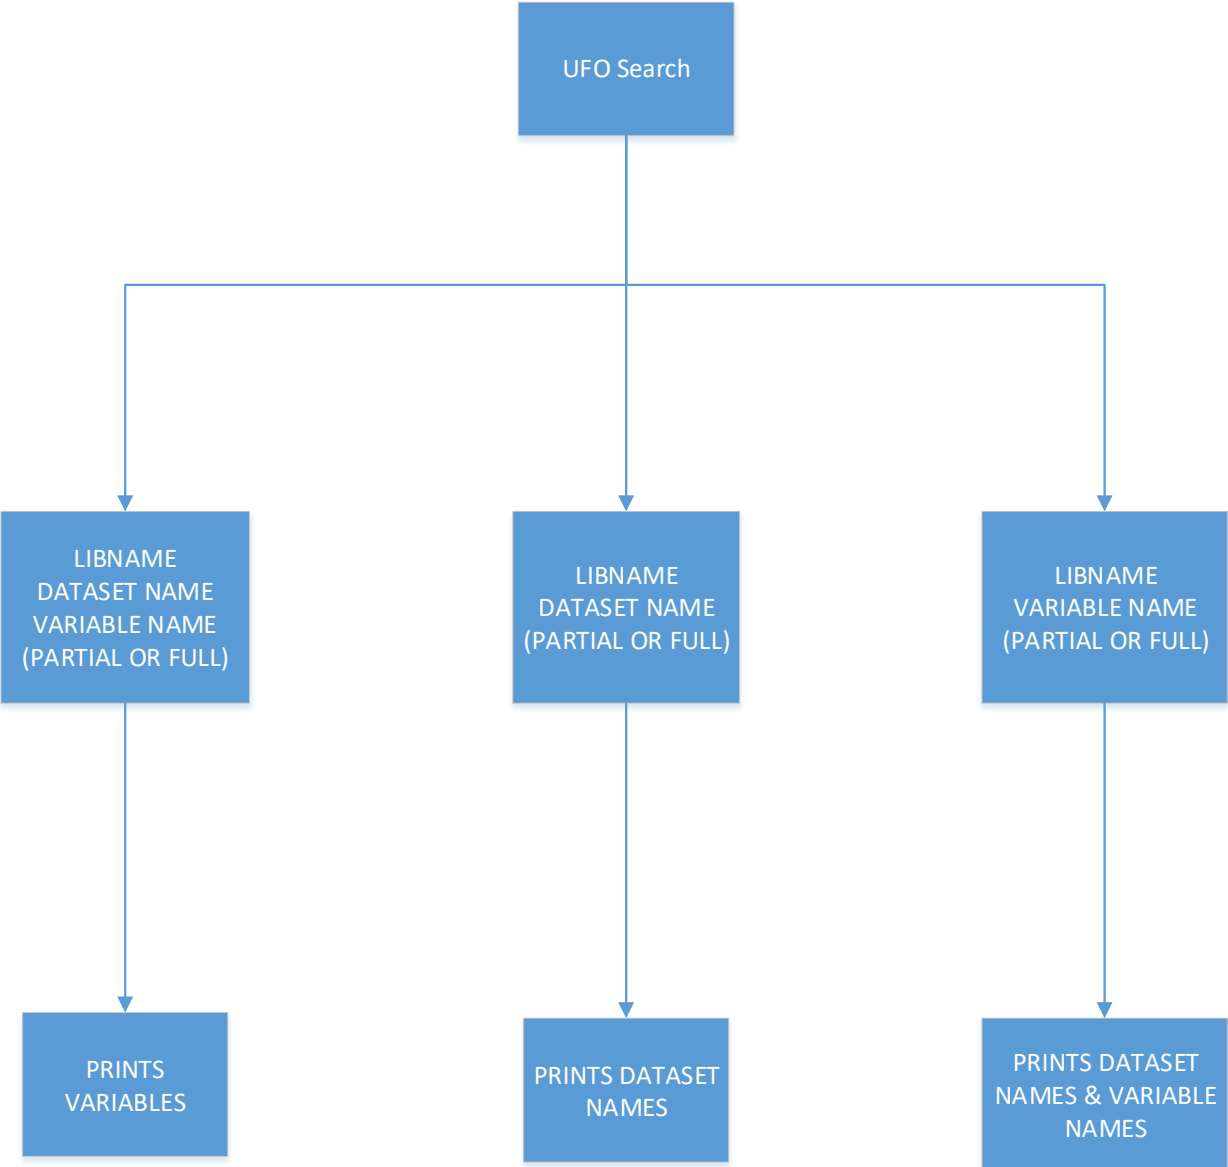 UFO Search
LIBNAME
DATASET NAME
VARIABLE NAME
(PARTIAL OR FULL)
LIBNAME
DATASET NAME
(PARTIAL OR FULL)
LIBNAME
VARIABLE NAME
(PARTIAL OR FULL)
PRINTS
VARIABLES
PRINTS DATASET
NAMES
PRINTS DATASET
NAMES & VARIABLE
NAMES